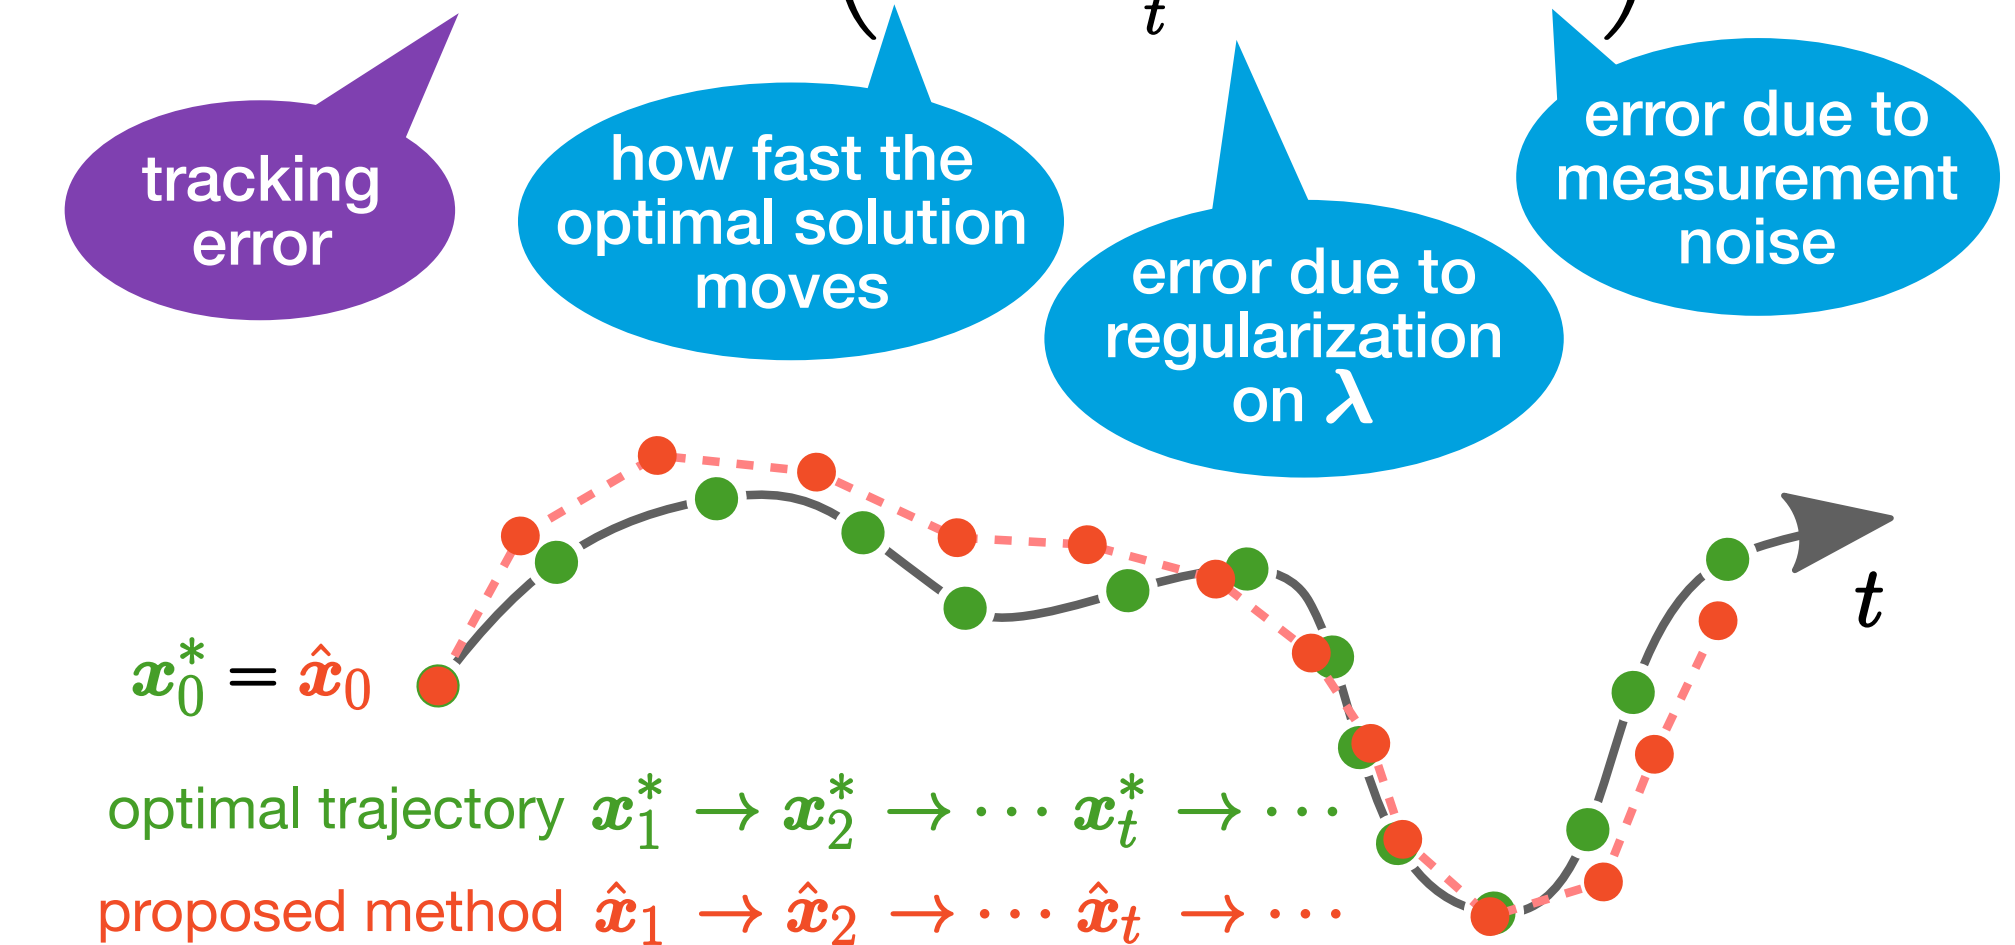 ( t )
tracking
error
how fast the
optimal solution
moves
error due to
regularization
on λ
error due to
measurement
noise
t
x*₀ = x̂₀
optimal trajectory x*₁ → x*₂ → ··· x*ₜ → ···
proposed method x̂₁ → x̂₂ → ··· x̂ₜ → ···